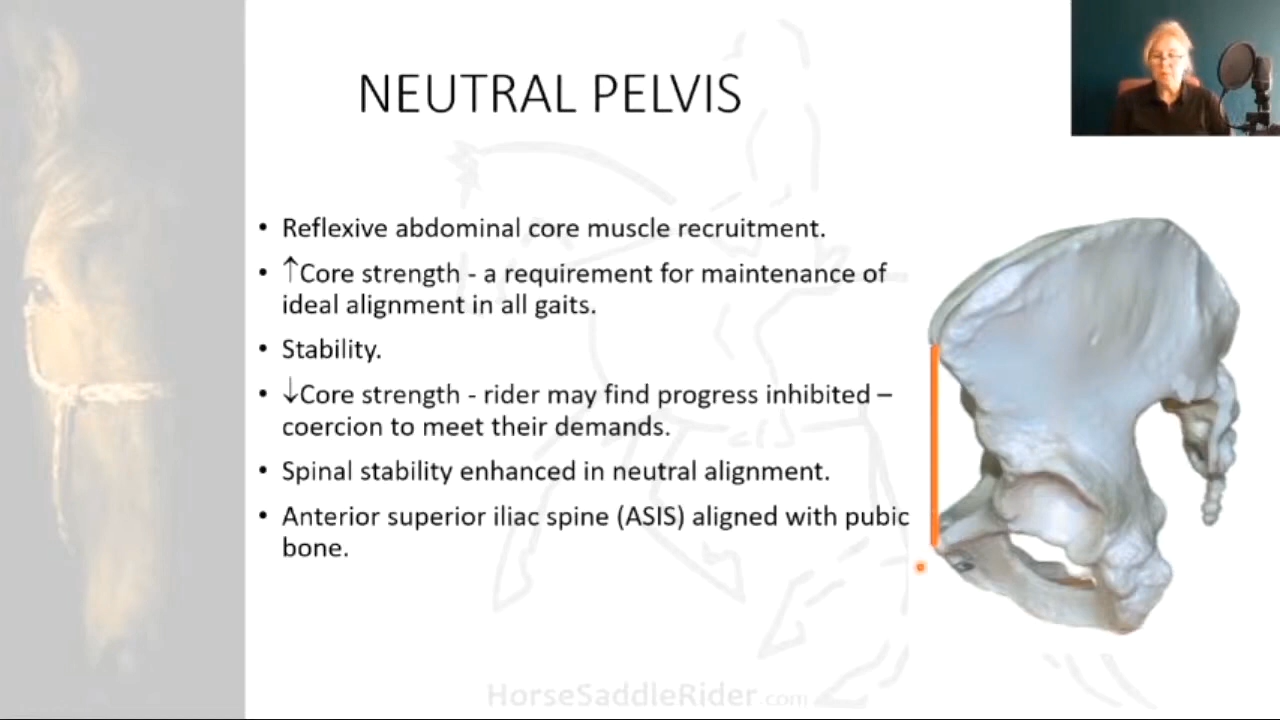 NEUTRAL PELVIS
• Reflexive abdominal core muscle recruitment.
• ↑Core strength - a requirement for maintenance of
ideal alignment in all gaits.
• Stability.
• ↓Core strength - rider may find progress inhibited –
coercion to meet their demands.
• Spinal stability enhanced in neutral alignment.
• Anterior superior iliac spine (ASIS) aligned with pubic
bone.
HorseSaddleRider.com